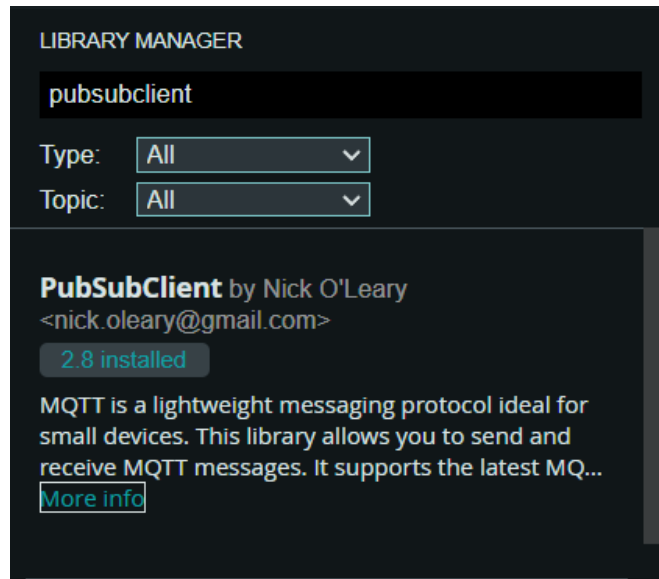 LIBRARY MANAGER
pubsubclient
Type: All
Topic: All
PubSubClient by Nick O'Leary
<nick.oleary@gmail.com>
2.8 installed
MQTT is a lightweight messaging protocol ideal for
small devices. This library allows you to send and
receive MQTT messages. It supports the latest MQ...
More info